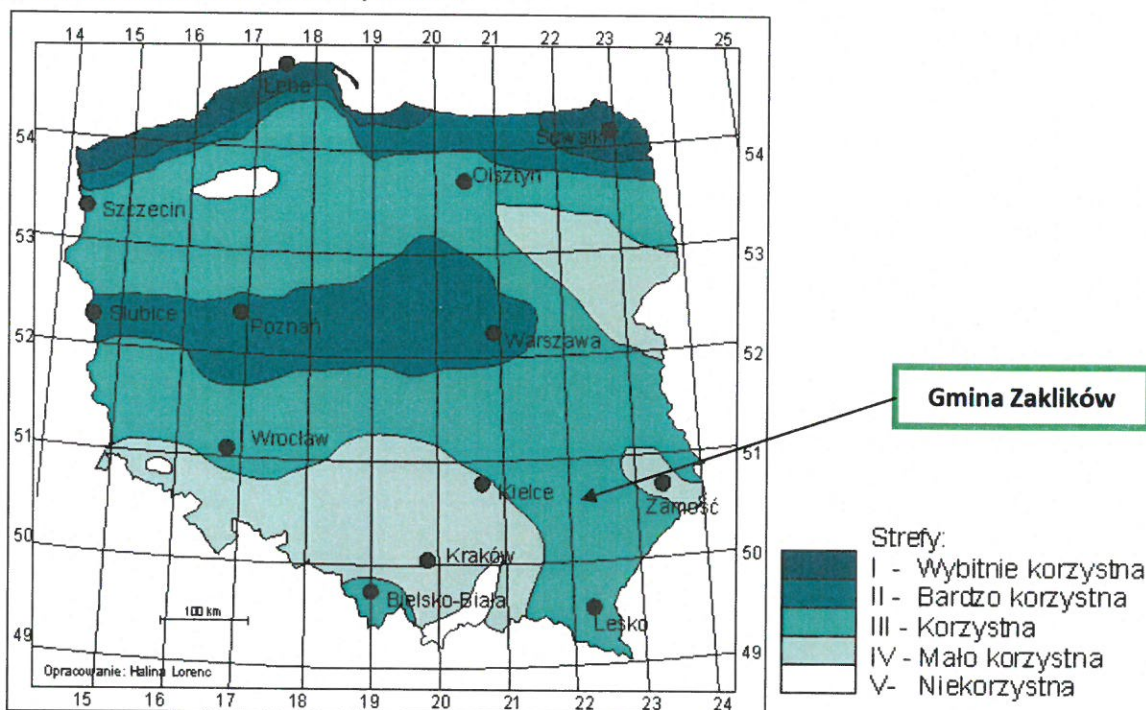 14 15 16 17 18 19 20 21 22 23 24 25
Łeba
54
Suwałki
54
Olsztyn
Szczecin
53
53
Słubice
Poznań
Warszawa
52
52
Gmina Zaklików
51
Wrocław
51
Kielce
Zamość
50
Kraków
50
Bielsko-Biała
100 km
Lesko
49
49
Opracowanie: Halina Lorenc
15 16 17 18 19 20 21 22 23 24
Strefy:
I - Wybitnie korzystna
II - Bardzo korzystna
III - Korzystna
IV - Mało korzystna
V- Niekorzystna